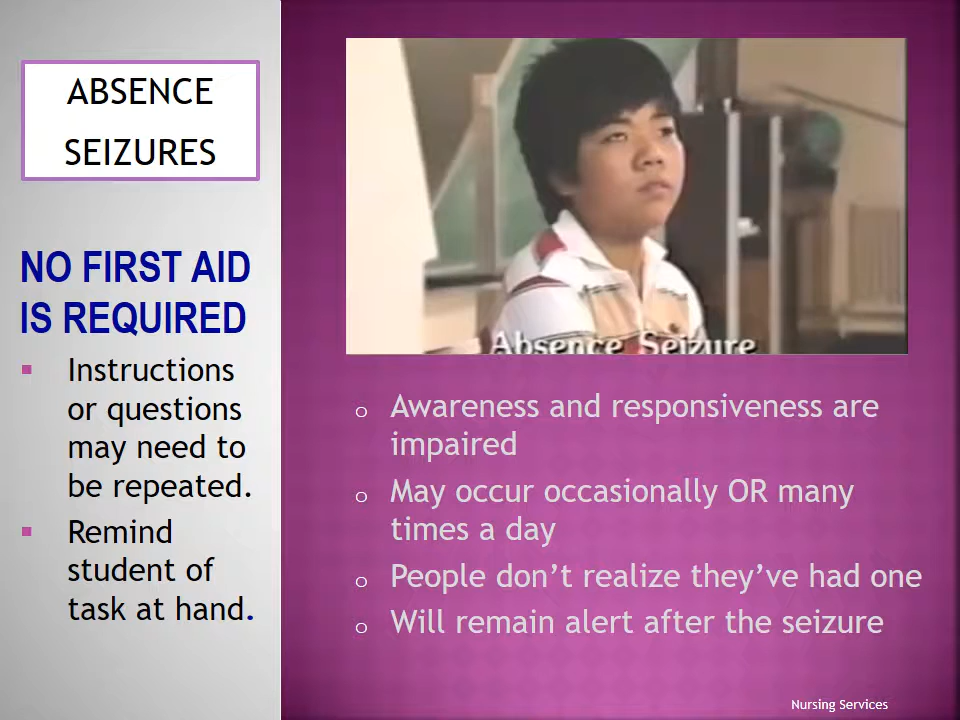 ABSENCE
SEIZURES
NO FIRST AID
IS REQUIRED
▪ Instructions
or questions
may need to
be repeated.
▪ Remind
student of
task at hand.
Absence Seizure
o Awareness and responsiveness are
impaired
o May occur occasionally OR many
times a day
o People don’t realize they’ve had one
o Will remain alert after the seizure
Nursing Services